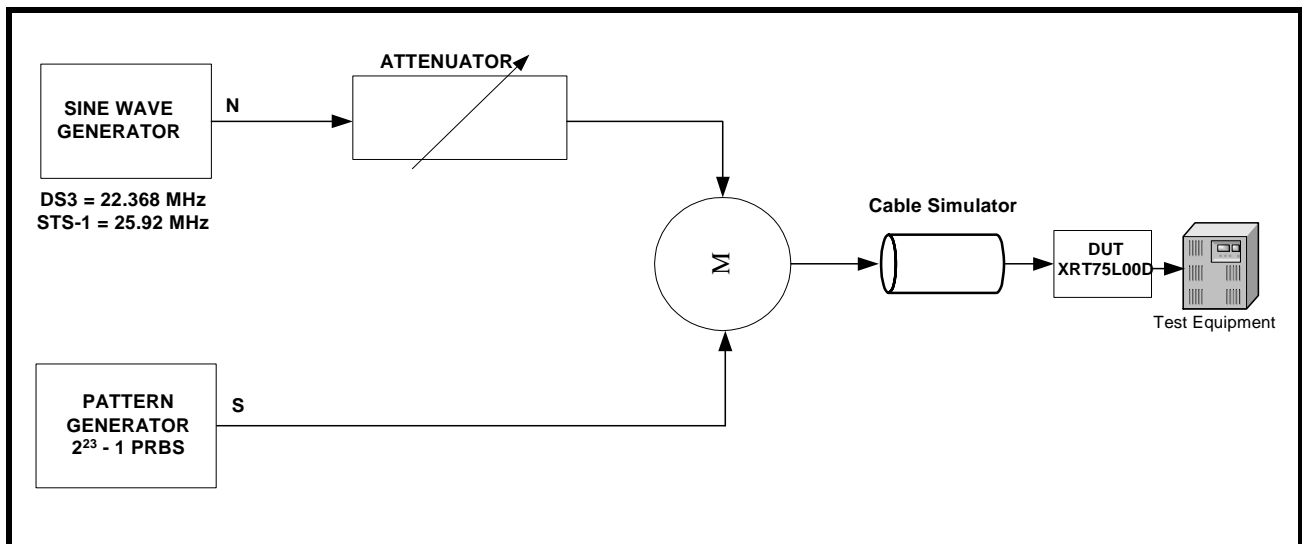 ATTENUATOR
SINE WAVE
GENERATOR
N
DS3 = 22.368 MHz
STS-1 = 25.92 MHz
M
Cable Simulator
DUT
XRT75L00D
Test Equipment
PATTERN
GENERATOR
2²³ - 1 PRBS
S